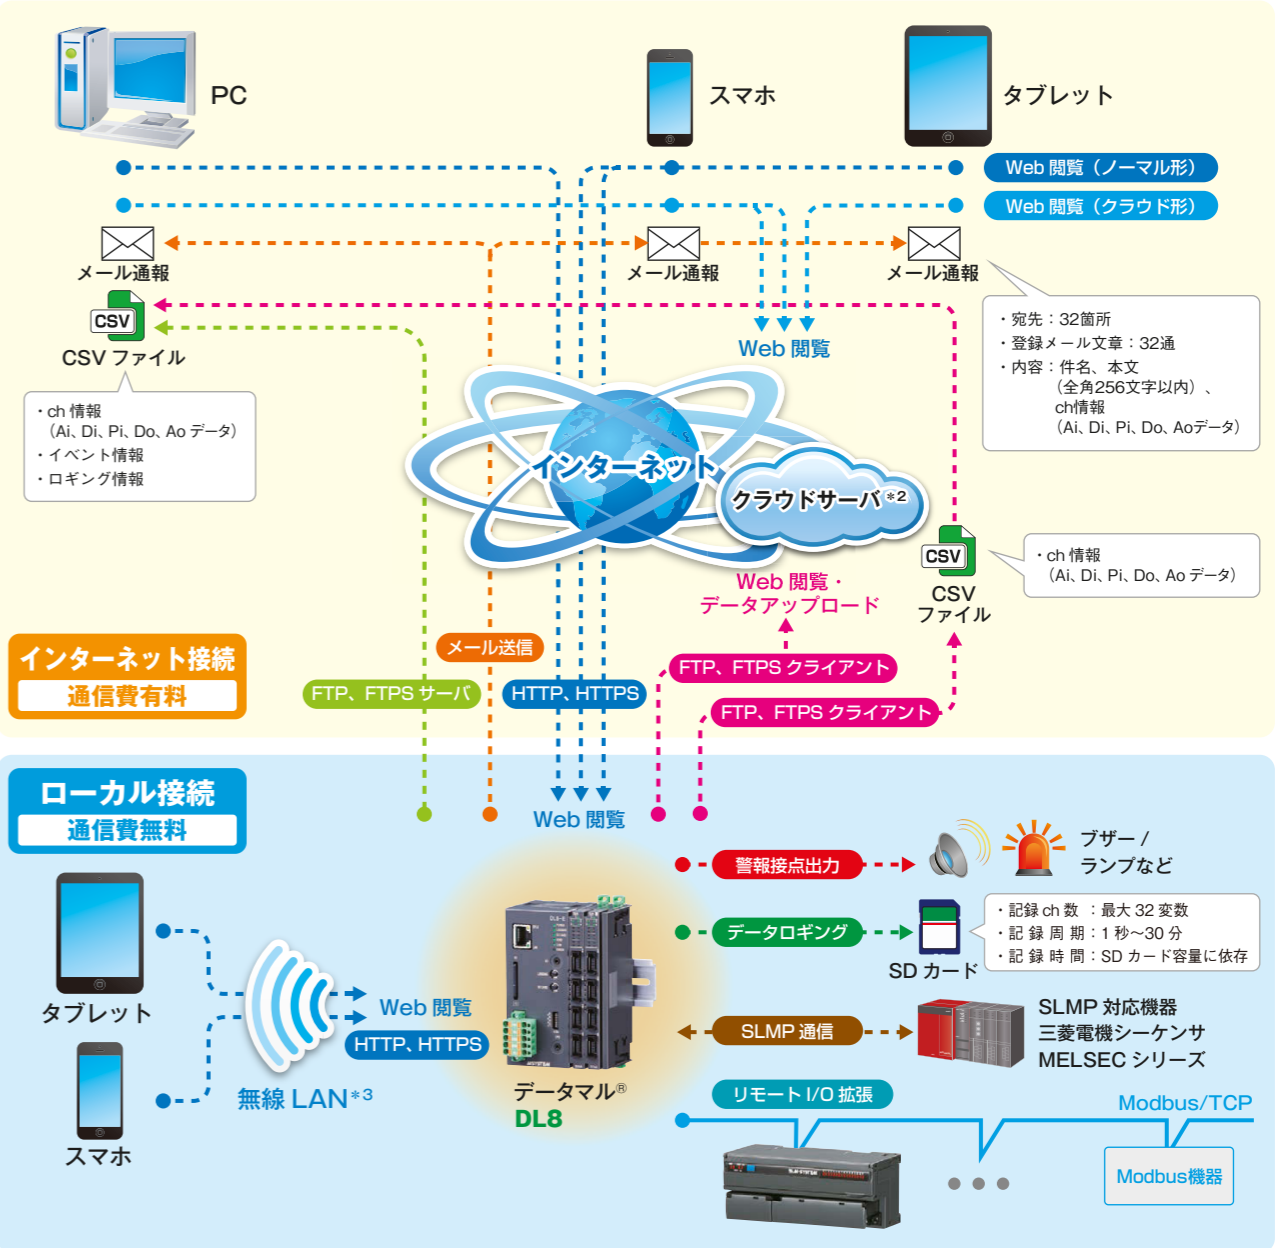 PC
スマホ
タブレット
Web 閲覧（ノーマル形）
Web 閲覧（クラウド形）
メール通報
メール通報
メール通報
CSV
CSV ファイル
・ch 情報
（Ai、Di、Pi、Do、Ao データ）
・イベント情報
・ロギング情報
Web 閲覧
・宛先：32箇所
・登録メール文章：32通
・内容：件名、本文
（全角256文字以内）、
ch情報
（Ai、Di、Pi、Do、Aoデータ）
インターネット
クラウドサーバ＊2
CSV
CSV
ファイル
・ch 情報
（Ai、Di、Pi、Do、Ao データ）
Web 閲覧・
データアップロード
インターネット接続
通信費有料
メール送信
FTP、FTPS サーバ
HTTP、HTTPS
FTP、FTPS クライアント
FTP、FTPS クライアント
ローカル接続
通信費無料
Web 閲覧
警報接点出力
ブザー /
ランプなど
データロギング
SD カード
・記録 ch 数 ：最大 32 変数
・記 録 周 期：1 秒～30 分
・記 録 時 間：SD カード容量に依存
タブレット
スマホ
無線 LAN＊3
Web 閲覧
HTTP、HTTPS
DL8-E
データマル®
DL8
SLMP 通信
SLMP 対応機器
三菱電機シーケンサ
MELSEC シリーズ
リモート I/O 拡張
Modbus/TCP
Modbus機器